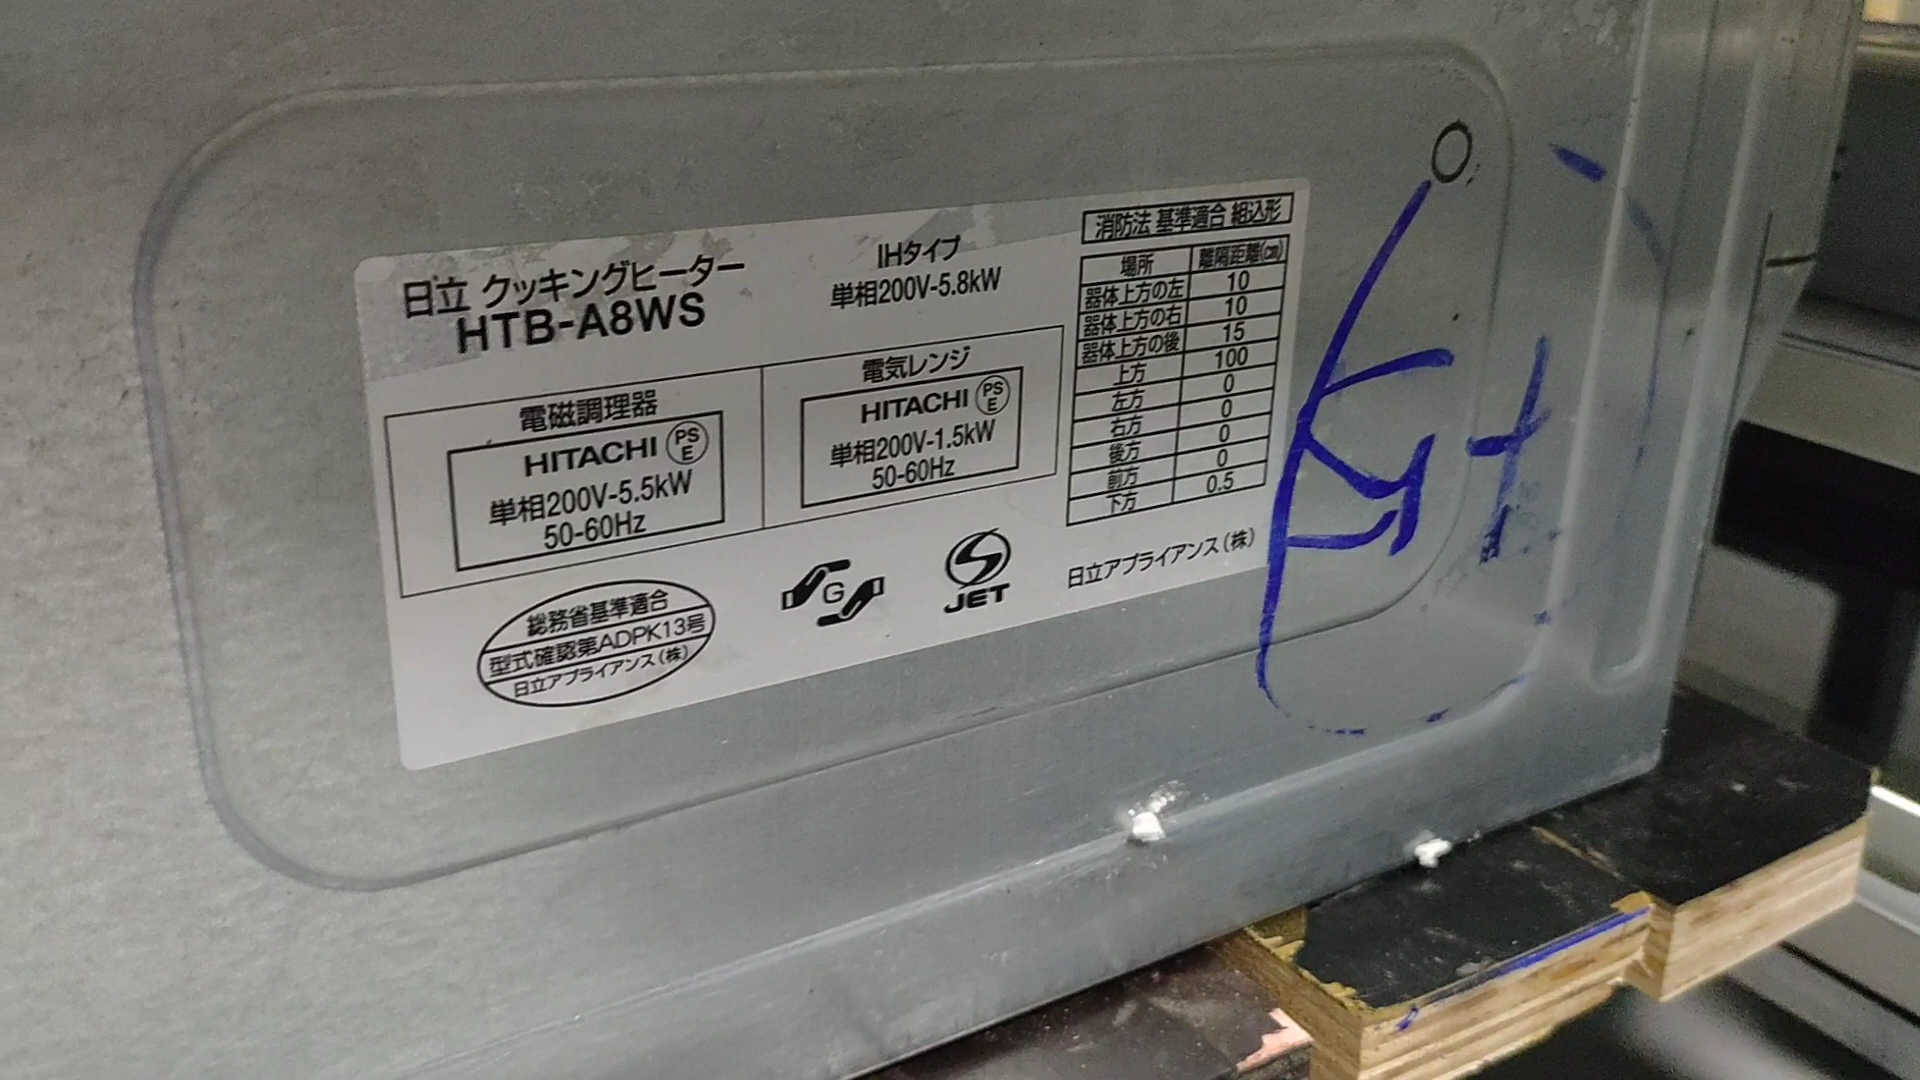 日立 クッキングヒーター
HTB-A8WS
IHタイプ
単相200V-5.8kW
電磁調理器
HITACHI PSE
単相200V-5.5kW
50-60Hz
電気レンジ
HITACHI PSE
単相200V-1.5kW
50-60Hz
消防法 基準適合 組込形
場所 離隔距離(cm)
器体上方の左 10
器体上方の右 10
器体上方の後 15
上方 100
左方 0
右方 0
後方 0
前方 0
下方 0.5
総務省基準適合
型式確認第ADPK13号
日立アプライアンス(株)
G
JET
日立アプライアンス(株)